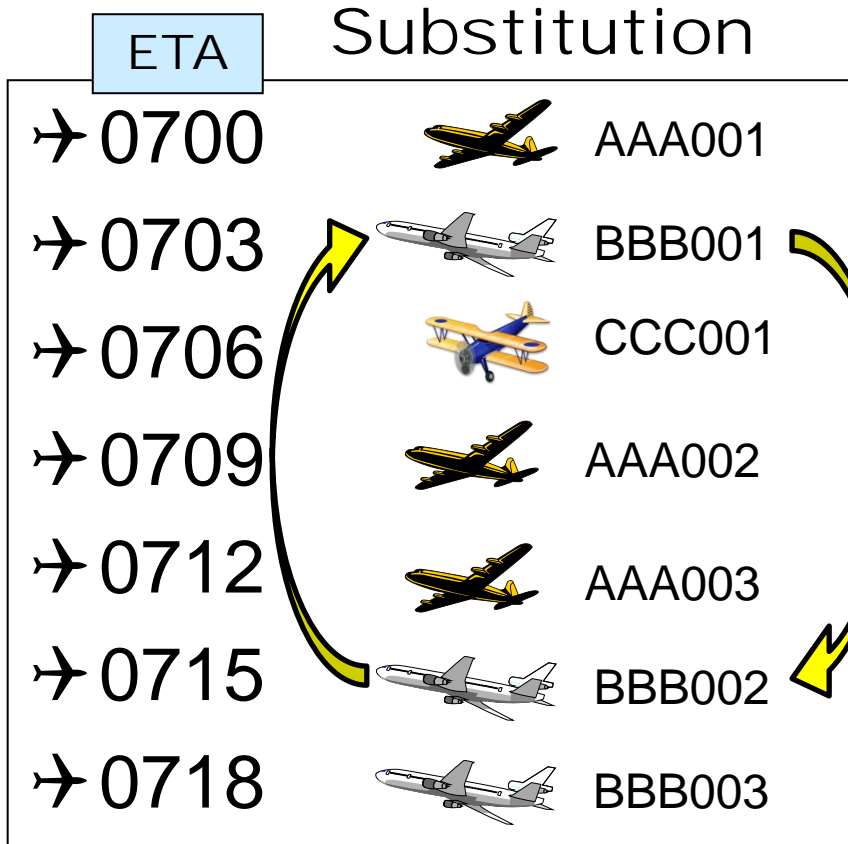 Substitution
ETA
0700 AAA001
0703 BBB001
0706 CCC001
0709 AAA002
0712 AAA003
0715 BBB002
0718 BBB003